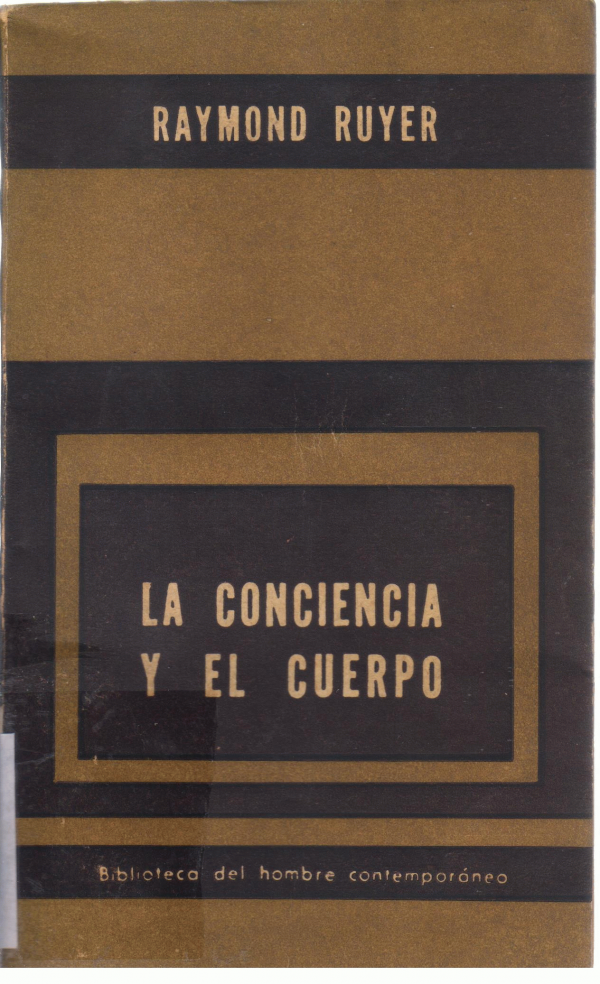 RAYMOND RUYER
LA CONCIENCIA
Y EL CUERPO
Biblioteca del hombre contemporáneo